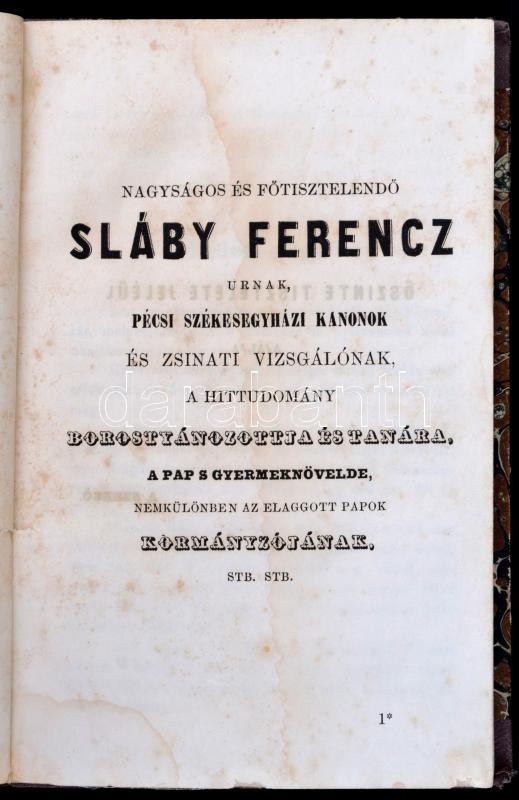 NAGYSÁGOS ÉS FŐTISZTELENDŐ
SLÁBY FERENCZ
URNAK,
PÉCSI SZÉKESEGYHÁZI KANONOK
ÉS ZSINATI VIZSGÁLÓNAK,
A HITTUDOMÁNY
darabanth
BOROSTYÁNOZOTTJA ÉS TANÁRA,
A PAP S GYERMEKNÖVELDE,
NEMKÜLÖNBEN AZ ELAGGOTT PAPOK
KORMÁNYZÓJÁNAK,
STB. STB.
1*